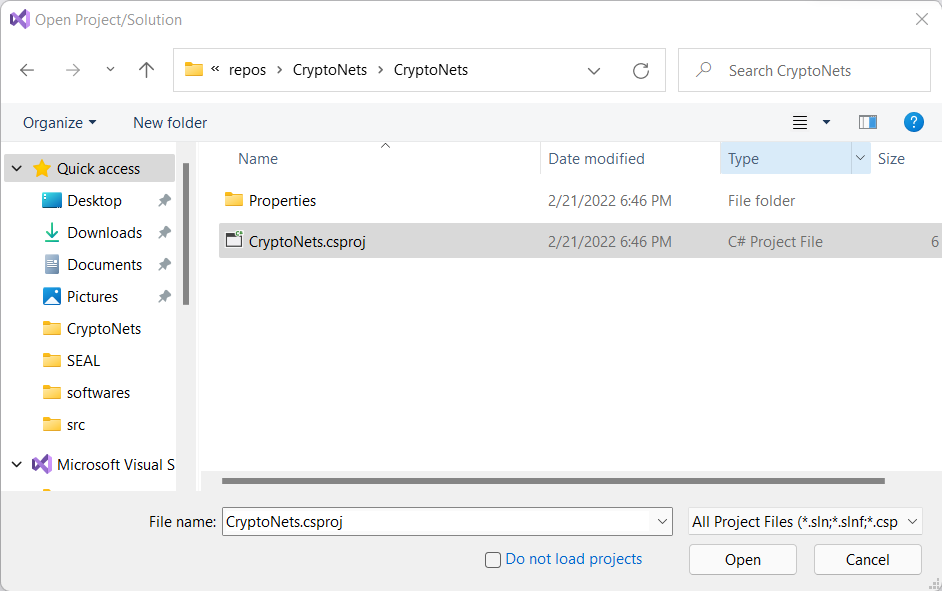 Open Project/Solution
« repos > CryptoNets > CryptoNets
Search CryptoNets
Organize
New folder
?
Name
Date modified
Type
Size
Quick access
Desktop
Downloads
Documents
Pictures
CryptoNets
SEAL
softwares
src
Microsoft Visual S
Properties 2/21/2022 6:46 PM File folder
CryptoNets.csproj 2/21/2022 6:46 PM C# Project File 6
File name: CryptoNets.csproj
All Project Files (*.sln;*.slnf;*.csp
Do not load projects
Open
Cancel